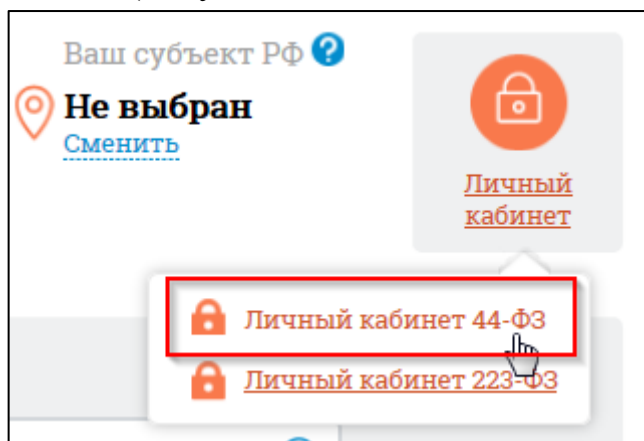 Ваш субъект РФ ?
Не выбран
Сменить
Личный
кабинет
Личный кабинет 44-ФЗ
Личный кабинет 223-ФЗ